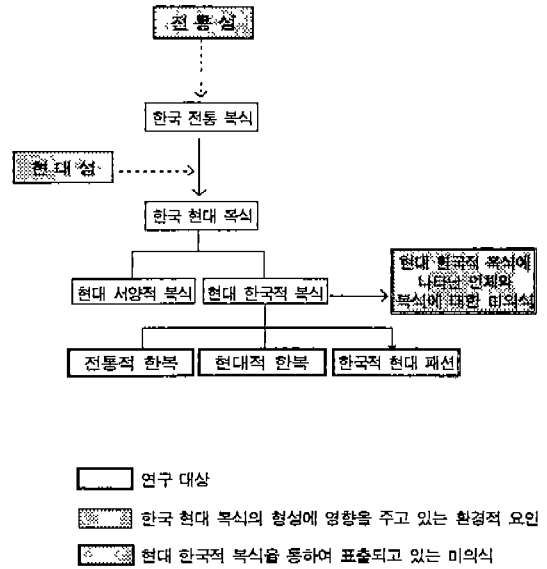 전통성
한국 전통 복식
현대성
한국 현대 복식
현대 서양적 복식 현대 한국적 복식
현대 한국적 복식에
나타난 인체와
복식에 대한 미의식
전통적 한복 현대적 한복 한국적 현대 패션
연구 대상
한국 현대 복식의 형성에 영향을 주고 있는 환경적 요인
현대 한국적 복식을 통하여 표출되고 있는 미의식